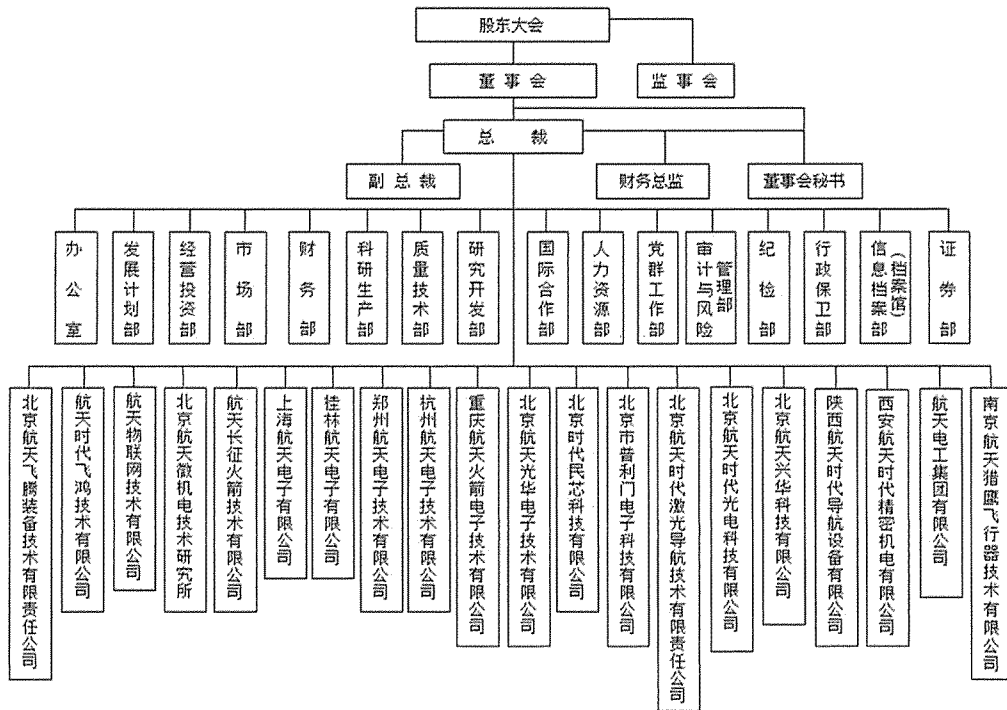 股东大会
董事会
监事会
总裁
副总裁
财务总监
董事会秘书
办公室
发展计划部
经营投资部
市场部
财务部
科研生产部
质量技术部
研究开发部
国际合作部
人力资源部
党群工作部
审计与风险
管理部
纪检部
行政保卫部
信息档案部
（档案馆）
证券部
北京航天飞腾装备技术有限责任公司
航天时代飞鸿技术有限公司
航天物联网技术有限公司
北京航天微机电技术研究所
航天长征火箭技术有限公司
上海航天电子有限公司
桂林航天电子有限公司
郑州航天电子技术有限公司
杭州航天电子技术有限公司
重庆航天火箭电子技术有限公司
北京航天光华电子技术有限公司
北京时代民芯科技有限公司
北京市普利门电子科技有限公司
北京航天时代激光导航技术有限责任公司
北京航天时代光电科技有限公司
北京航天兴华科技有限公司
陕西航天时代导航设备有限公司
西安航天时代精密机电有限公司
航天电工集团有限公司
南京航天猎鹰飞行器技术有限公司